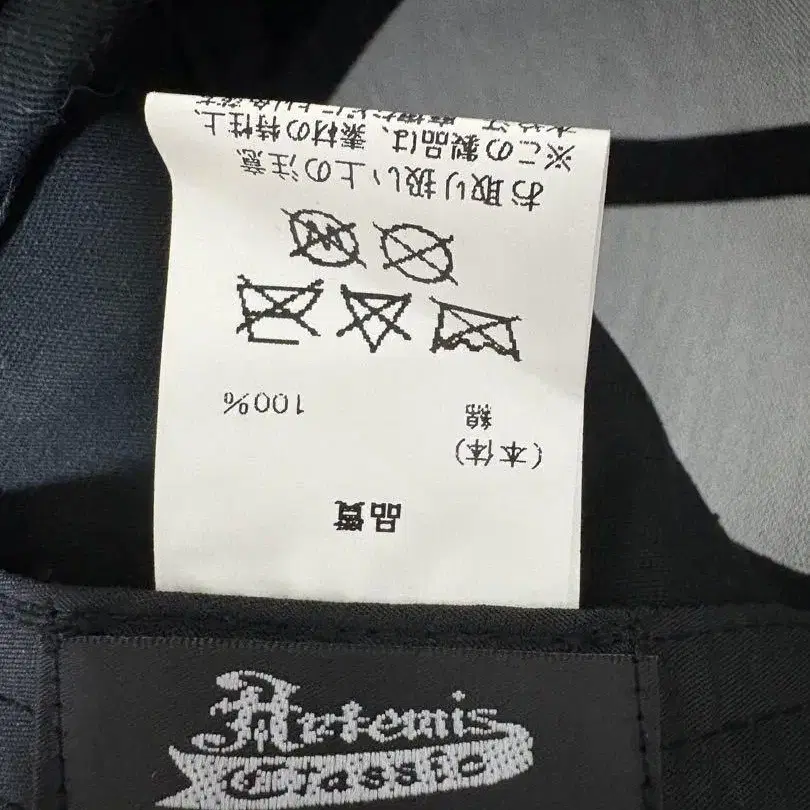 品質
(本体)
綿 100%
お取り扱い上の注意
※この製品は、素材の特性上、
Artemis
Classic